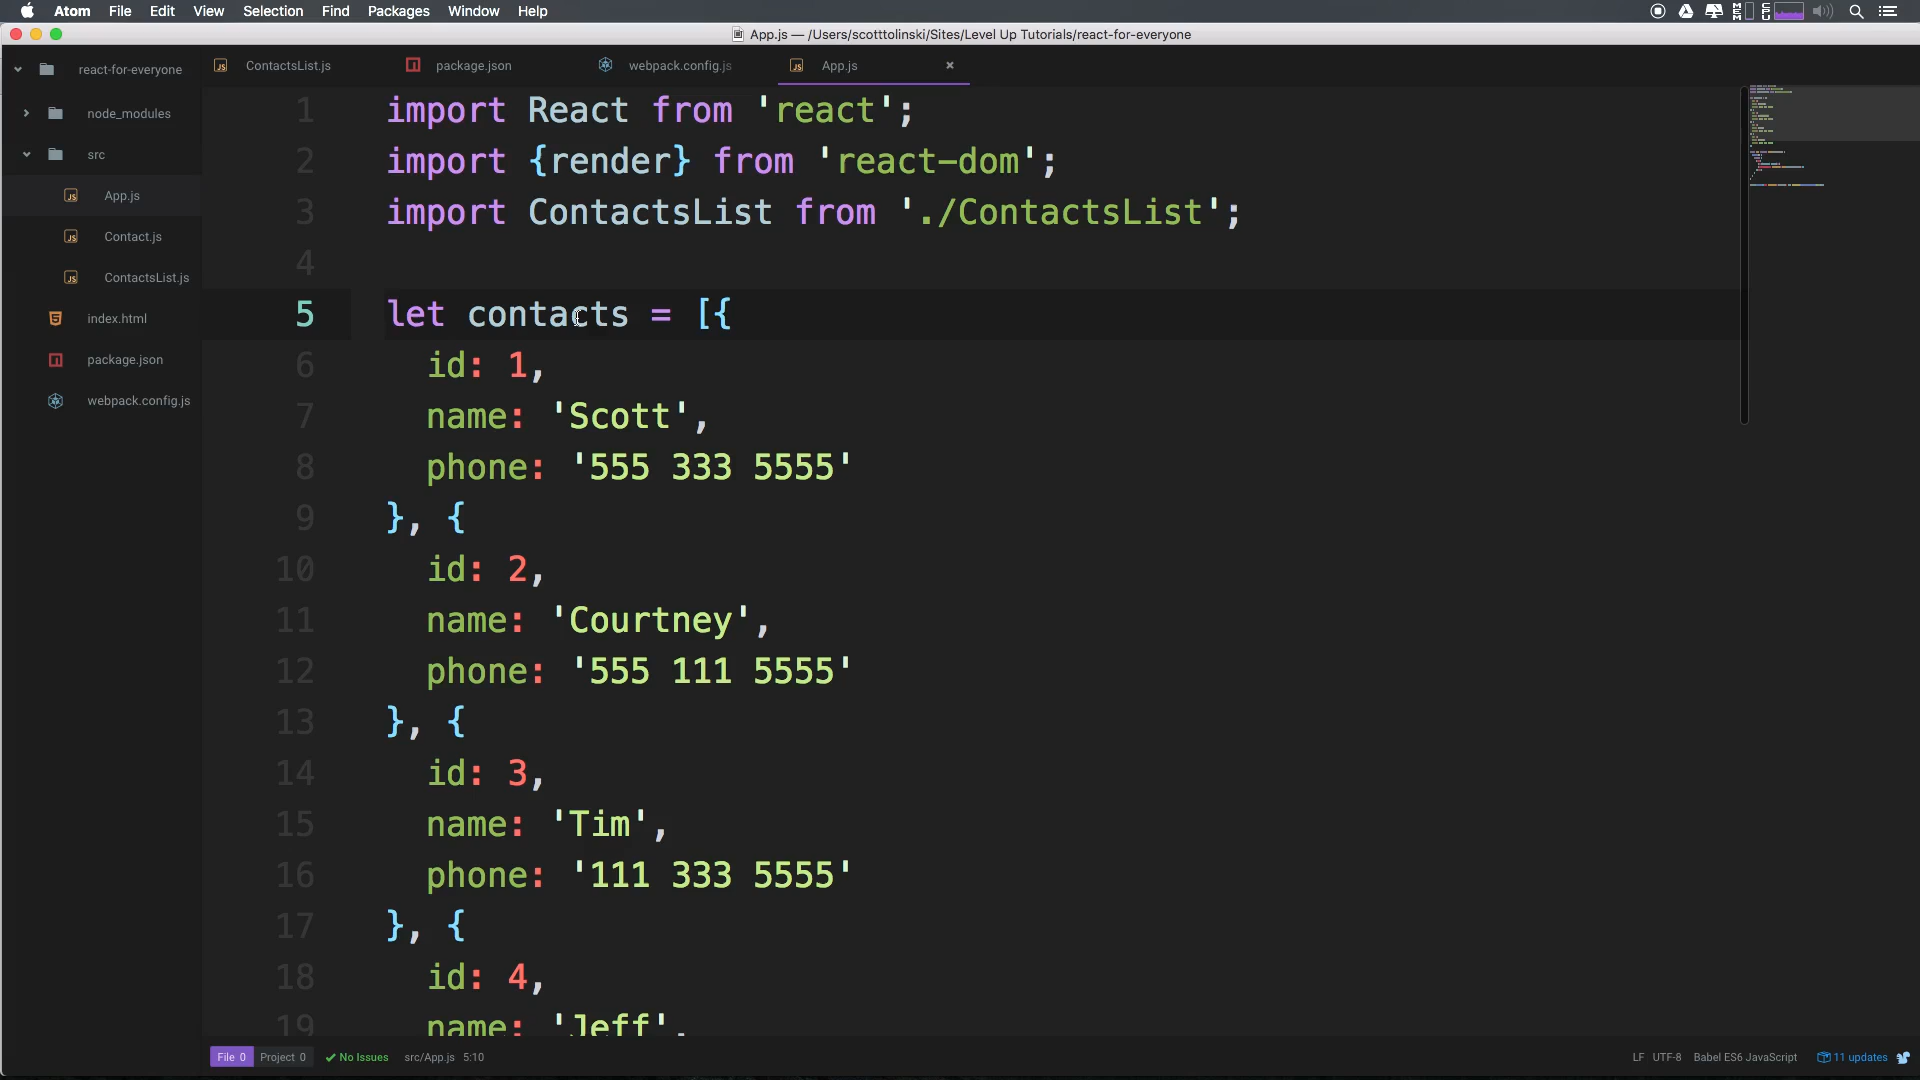 Atom File Edit View Selection Find Packages Window Help
App.js — /Users/scotttolinski/Sites/Level Up Tutorials/react-for-everyone
react-for-everyone
node_modules
src
App.js
Contact.js
ContactsList.js
index.html
package.json
webpack.config.js
ContactsList.js package.json webpack.config.js App.js ×
1 import React from 'react';
2 import {render} from 'react-dom';
3 import ContactsList from './ContactsList';
4
5 let contacts = [{
6 id: 1,
7 name: 'Scott',
8 phone: '555 333 5555'
9 }, {
10 id: 2,
11 name: 'Courtney',
12 phone: '555 111 5555'
13 }, {
14 id: 3,
15 name: 'Tim',
16 phone: '111 333 5555'
17 }, {
18 id: 4,
19 name: 'Jeff',
File 0 Project 0 No Issues src/App.js 5:10 LF UTF-8 Babel ES6 JavaScript 11 updates